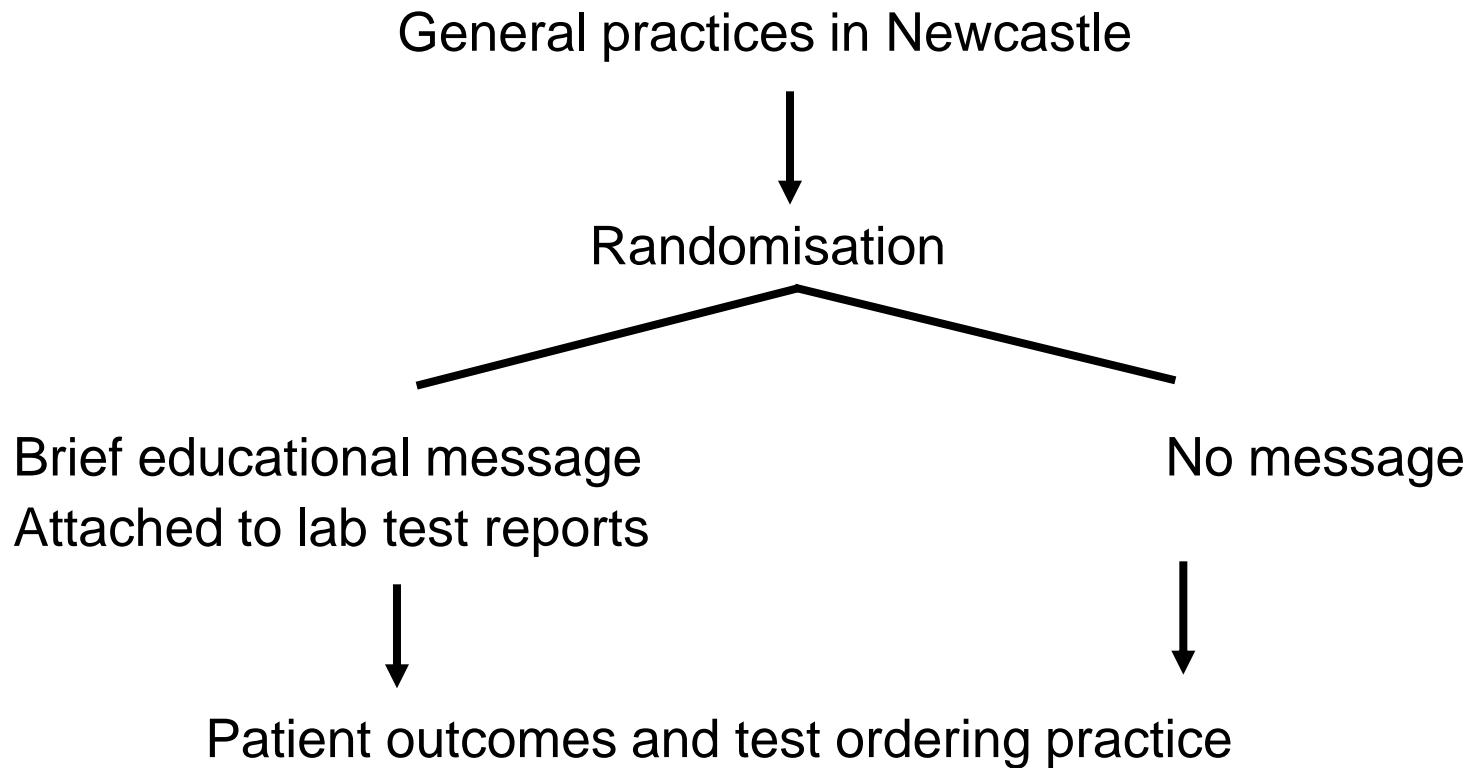 General practices in Newcastle
Randomisation
Brief educational message
Attached to lab test reports
No message
Patient outcomes and test ordering practice